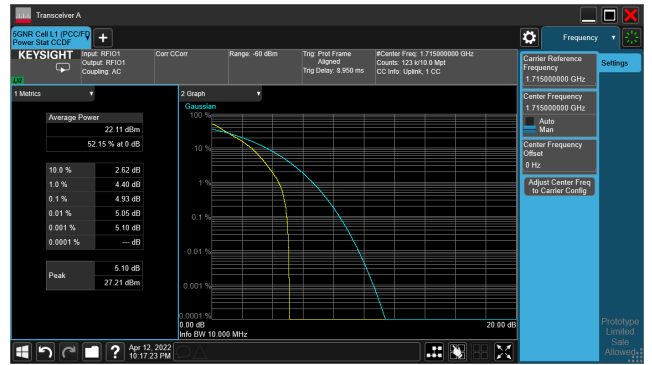 Transceiver A
5GNR Cell L1 (PCC/FD
Power Stat CCDF
Frequency
KEYSIGHT
LXI
Input: RFIO1
Output: RFIO1
Coupling: AC
Corr CCorr
Range: -60 dBm
Trig: Prot Frame
Aligned
Trig Delay: 8.950 ms
#Center Freq: 1.715000000 GHz
Counts: 123 k/10.0 Mpt
CC Info: Uplink, 1 CC
Carrier Reference
Frequency
1.715000000 GHz
Settings
Center Frequency
1.715000000 GHz
Auto
Man
Center Frequency
Offset
0 Hz
Adjust Center Freq
to Carrier Config
1 Metrics
Average Power
22.11 dBm
52.15 % at 0 dB
10.0 % 2.62 dB
1.0 % 4.40 dB
0.1 % 4.93 dB
0.01 % 5.05 dB
0.001 % 5.10 dB
0.0001 % --- dB
Peak
5.10 dB
27.21 dBm
2 Graph
Gaussian
100 %
10 %
1 %
0.1 %
0.01 %
0.001 %
0.0001 %
0.00 dB
20.00 dB
Info BW 10.000 MHz
Prototype
Limited
Sale
Allowed
?
Apr 12, 2022
10:17:23 PM